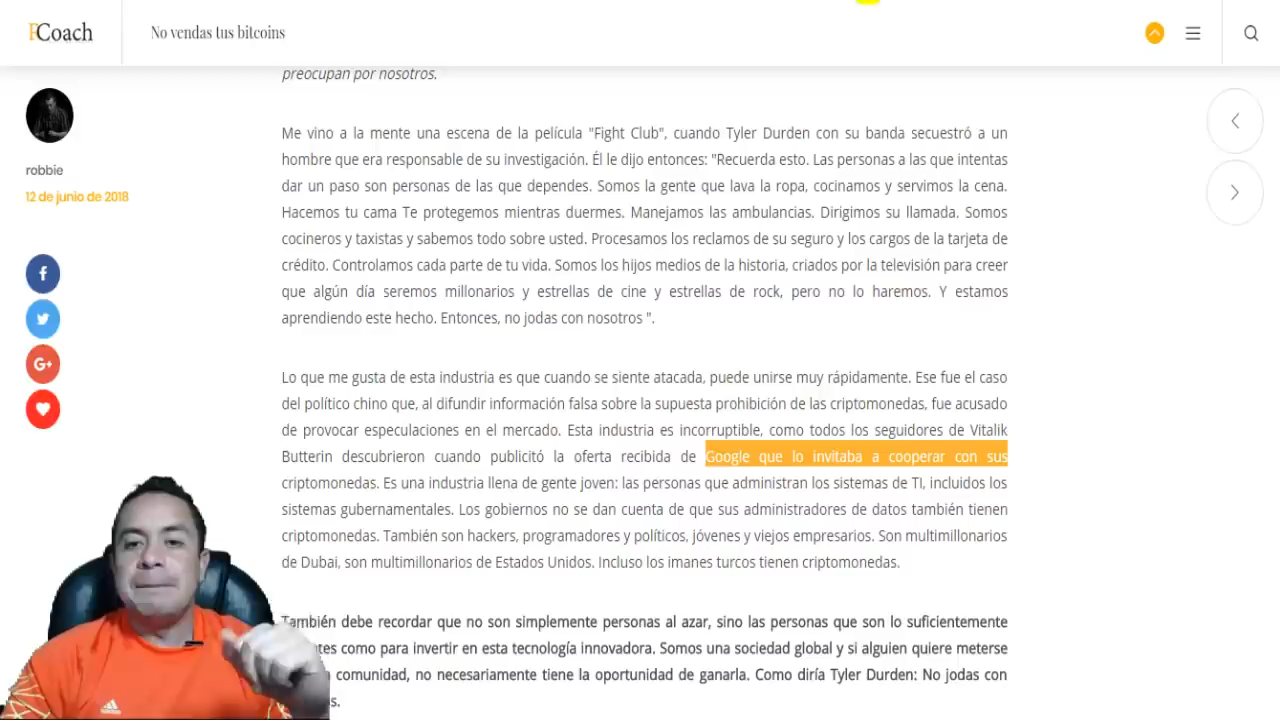 PCoach
No vendas tus bitcoins
preocupan por nosotros.
robbie
12 de junio de 2018
Me vino a la mente una escena de la película "Fight Club", cuando Tyler Durden con su banda secuestró a un
hombre que era responsable de su investigación. Él le dijo entonces: "Recuerda esto. Las personas a las que intentas
dar un paso son personas de las que dependes. Somos la gente que lava la ropa, cocinamos y servimos la cena.
Hacemos tu cama Te protegemos mientras duermes. Manejamos las ambulancias. Dirigimos su llamada. Somos
cocineros y taxistas y sabemos todo sobre usted. Procesamos los reclamos de su seguro y los cargos de la tarjeta de
crédito. Controlamos cada parte de tu vida. Somos los hijos medios de la historia, criados por la televisión para creer
que algún día seremos millonarios y estrellas de cine y estrellas de rock, pero no lo haremos. Y estamos
aprendiendo este hecho. Entonces, no jodas con nosotros ".
Lo que me gusta de esta industria es que cuando se siente atacada, puede unirse muy rápidamente. Ese fue el caso
del político chino que, al difundir información falsa sobre la supuesta prohibición de las criptomonedas, fue acusado
de provocar especulaciones en el mercado. Esta industria es incorruptible, como todos los seguidores de Vitalik
Butterin descubrieron cuando publicitó la oferta recibida de Google que lo invitaba a cooperar con sus
criptomonedas. Es una industria llena de gente joven: las personas que administran los sistemas de TI, incluidos los
sistemas gubernamentales. Los gobiernos no se dan cuenta de que sus administradores de datos también tienen
criptomonedas. También son hackers, programadores y políticos, jóvenes y viejos empresarios. Son multimillonarios
de Dubai, son multimillonarios de Estados Unidos. Incluso los imanes turcos tienen criptomonedas.
También debe recordar que no son simplemente personas al azar, sino las personas que son lo suficientemente
como para invertir en esta tecnología innovadora. Somos una sociedad global y si alguien quiere meterse
comunidad, no necesariamente tiene la oportunidad de ganarla. Como diría Tyler Durden: No jodas con